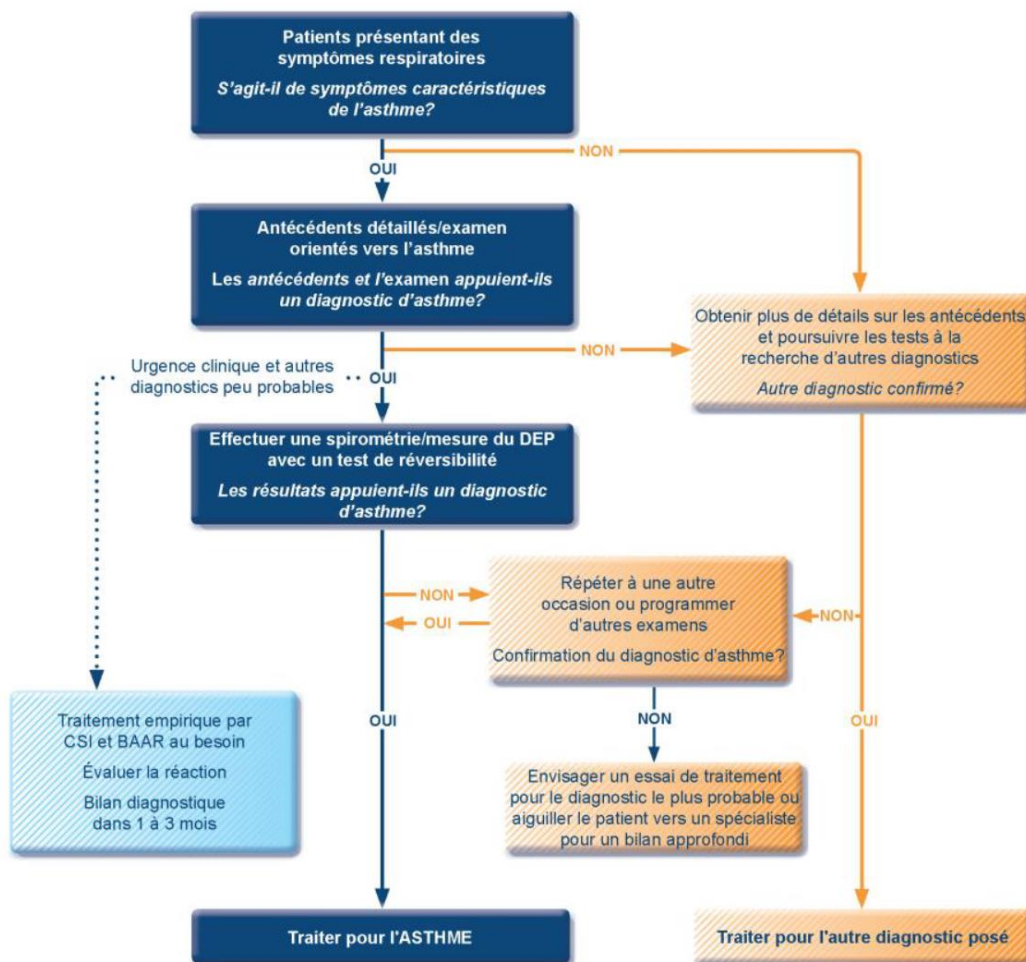 Patients présentant des
symptômes respiratoires
S'agit-il de symptômes caractéristiques
de l'asthme?
NON
OUI
Antécédents détaillés/examen
orientés vers l'asthme
Les antécédents et l'examen appuient-ils
un diagnostic d'asthme?
Obtenir plus de détails sur les antécédents
et poursuivre les tests à la
recherche d'autres diagnostics
Autre diagnostic confirmé?
NON
Urgence clinique et autres
diagnostics peu probables
OUI
Effectuer une spirométrie/mesure du DEP
avec un test de réversibilité
Les résultats appuient-ils un diagnostic
d'asthme?
NON
OUI
Répéter à une autre
occasion ou programmer
d'autres examens
Confirmation du diagnostic d'asthme?
NON
Traitement empirique par
CSI et BAAR au besoin
Évaluer la réaction
Bilan diagnostique
dans 1 à 3 mois
OUI
NON
OUI
Envisager un essai de traitement
pour le diagnostic le plus probable ou
aiguiller le patient vers un spécialiste
pour un bilan approfondi
Traiter pour l'ASTHME
Traiter pour l'autre diagnostic posé